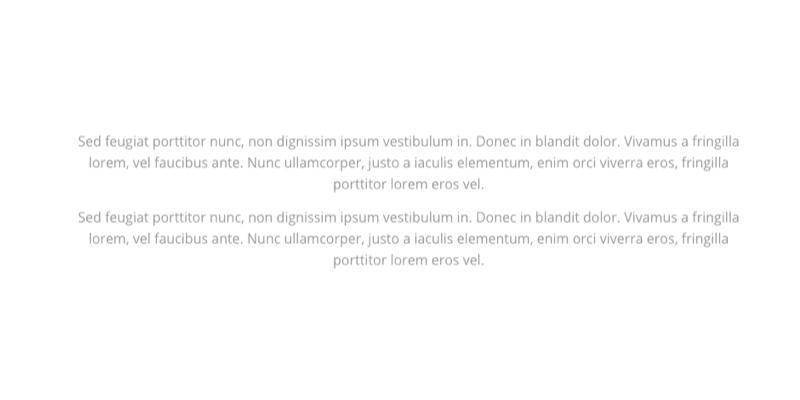 Sed feugiat porttitor nunc, non dignissim ipsum vestibulum in. Donec in blandit dolor. Vivamus a fringilla
lorem, vel faucibus ante. Nunc ullamcorper, justo a iaculis elementum, enim orci viverra eros, fringilla
porttitor lorem eros vel.
Sed feugiat porttitor nunc, non dignissim ipsum vestibulum in. Donec in blandit dolor. Vivamus a fringilla
lorem, vel faucibus ante. Nunc ullamcorper, justo a iaculis elementum, enim orci viverra eros, fringilla
porttitor lorem eros vel.